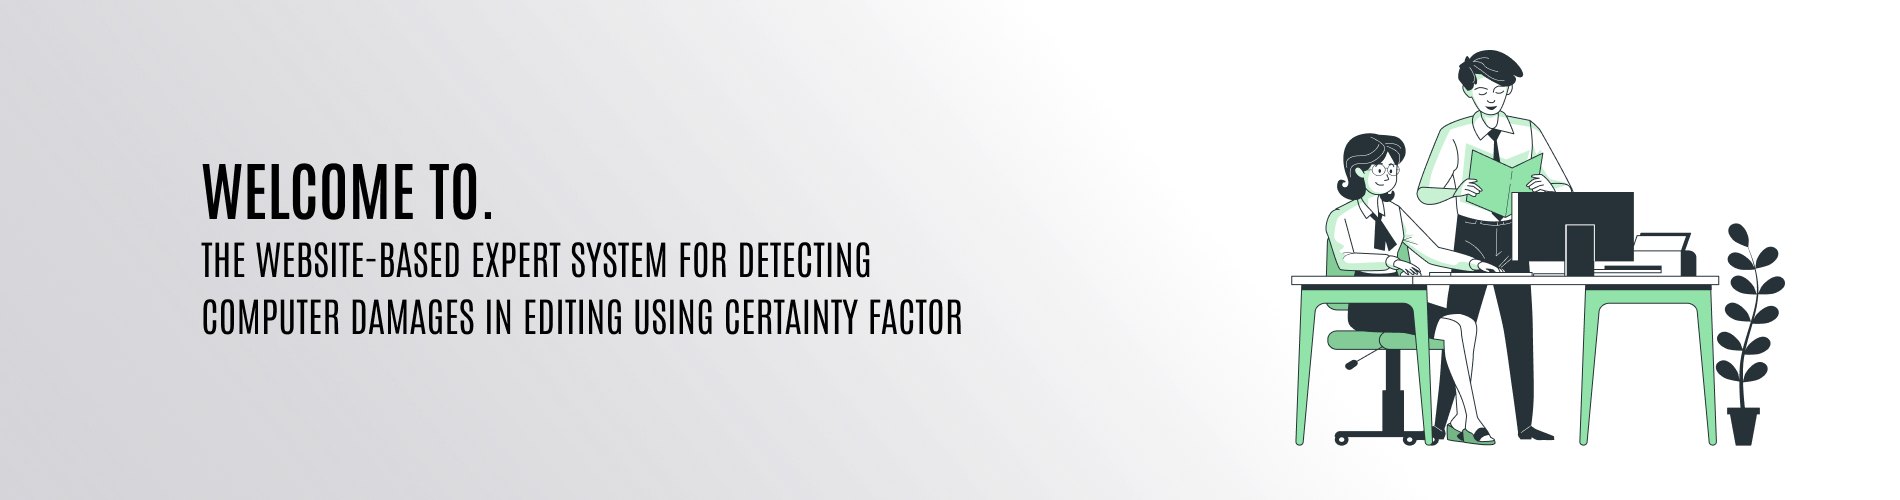 WELCOME TO.
THE WEBSITE-BASED EXPERT SYSTEM FOR DETECTING
COMPUTER DAMAGES IN EDITING USING CERTAINTY FACTOR